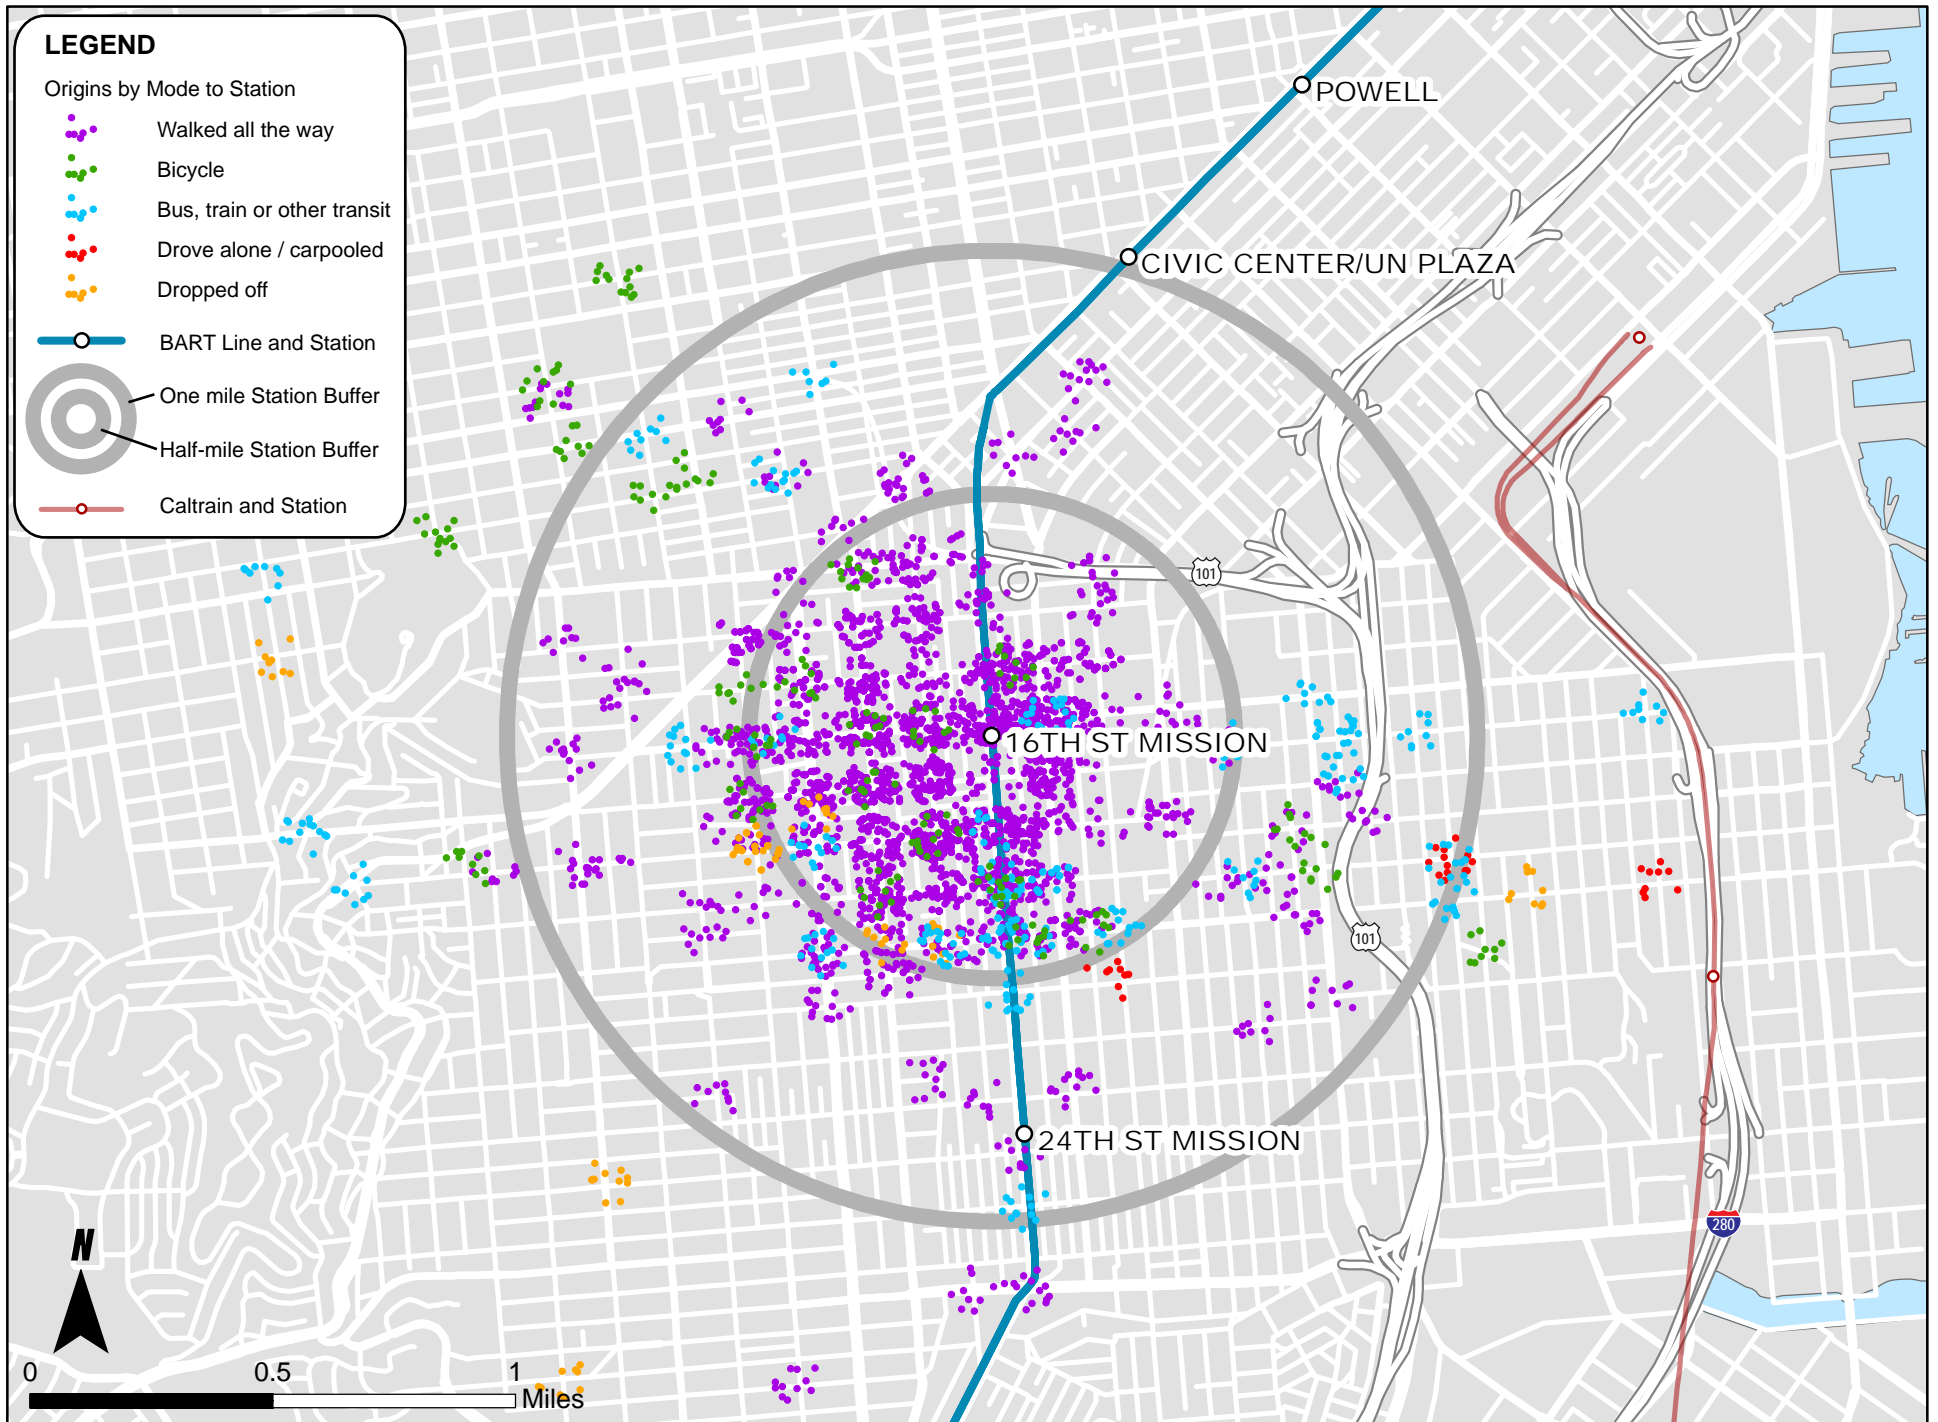 LEGEND
Origins by Mode to Station
Walked all the way
Bicycle
Bus, train or other transit
Drove alone / carpooled
Dropped off
BART Line and Station
One mile Station Buffer
Half-mile Station Buffer
Caltrain and Station
POWELL
CIVIC CENTER/UN PLAZA
101
16TH ST MISSION
101
24TH ST MISSION
280
N
0 0.5 1
Miles